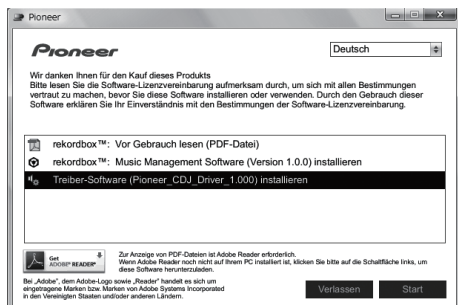 Pioneer
Pioneer
Deutsch
Wir danken Ihnen für den Kauf dieses Produkts
Bitte lesen Sie die Software-Lizenzvereinbarung aufmerksam durch, um sich mit allen Bestimmungen
vertraut zu machen, bevor Sie diese Software installieren oder verwenden. Durch den Gebrauch dieser
Software erklären Sie Ihr Einverständnis mit den Bestimmungen der Software-Lizenzvereinbarung.
rekordbox™: Vor Gebrauch lesen (PDF-Datei)
rekordbox™: Music Management Software (Version 1.0.0) installieren
Treiber-Software (Pioneer_CDJ_Driver_1.000) installieren
Get
ADOBE® READER®
Zur Anzeige von PDF-Dateien ist Adobe Reader erforderlich.
Wenn Adobe Reader noch nicht auf Ihrem PC installiert ist, klicken Sie bitte auf die Schaltfläche links, um
diese Software herunterzuladen.
Bei „Adobe", dem Adobe-Logo sowie „Reader" handelt es sich um
eingetragene Marken bzw. Marken von Adobe Systems Incorporated
in den Vereinigten Staaten und/oder anderen Ländern.
Verlassen
Start